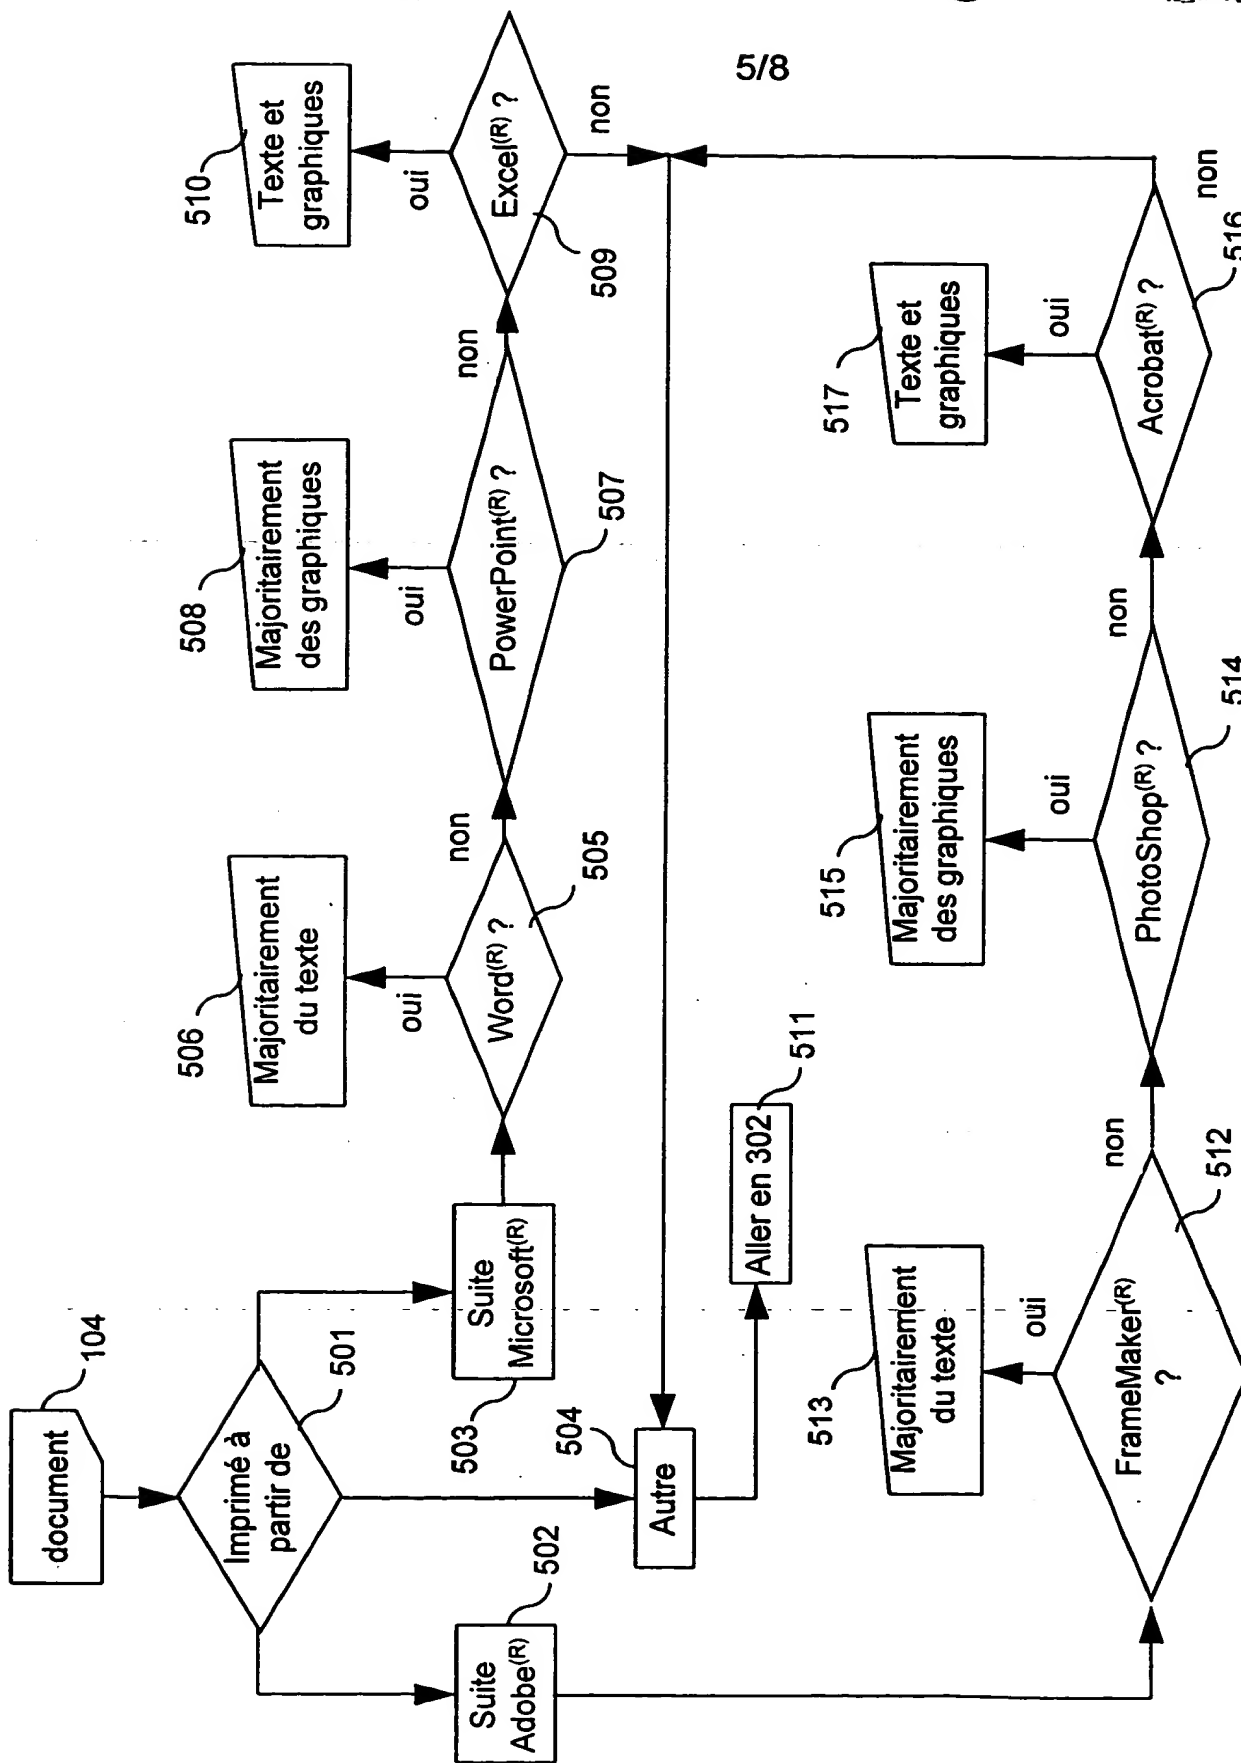 5/8
document
104
Imprimé à
partir de
501
Suite
Adobe(R)
502
Suite
Microsoft(R)
503
Autre
504
Aller en 302
511
Word(R) ?
505
oui
non
Majoritairement
du texte
506
PowerPoint(R) ?
507
oui
non
Majoritairement
des graphiques
508
Excel(R) ?
509
oui
non
Texte et
graphiques
510
FrameMaker(R)
?
512
oui
non
Majoritairement
du texte
513
PhotoShop(R) ?
514
oui
non
Majoritairement
des graphiques
515
Acrobat(R) ?
516
oui
non
Texte et
graphiques
517